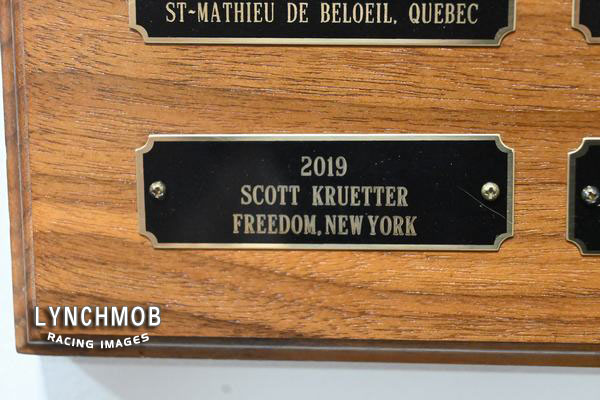 ST-MATHIEU DE BELOEIL, QUEBEC
2019
SCOTT KRUETTER
FREEDOM, NEW YORK
LYNCHMOB
RACING IMAGES